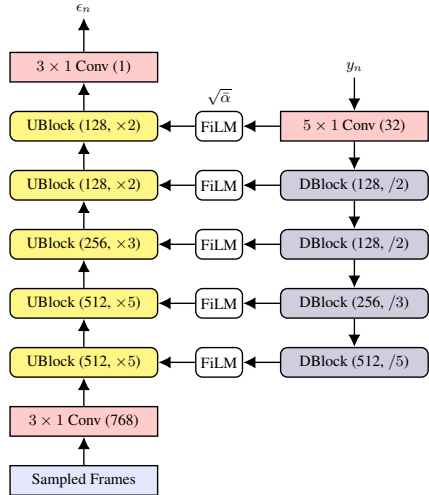 ϵₙ
3 × 1 Conv (1)
yₙ
√ᾱ
UBlock (128, ×2)
FiLM
5 × 1 Conv (32)
UBlock (128, ×2)
FiLM
DBlock (128, /2)
UBlock (256, ×3)
FiLM
DBlock (128, /2)
UBlock (512, ×5)
FiLM
DBlock (256, /3)
UBlock (512, ×5)
FiLM
DBlock (512, /5)
3 × 1 Conv (768)
Sampled Frames